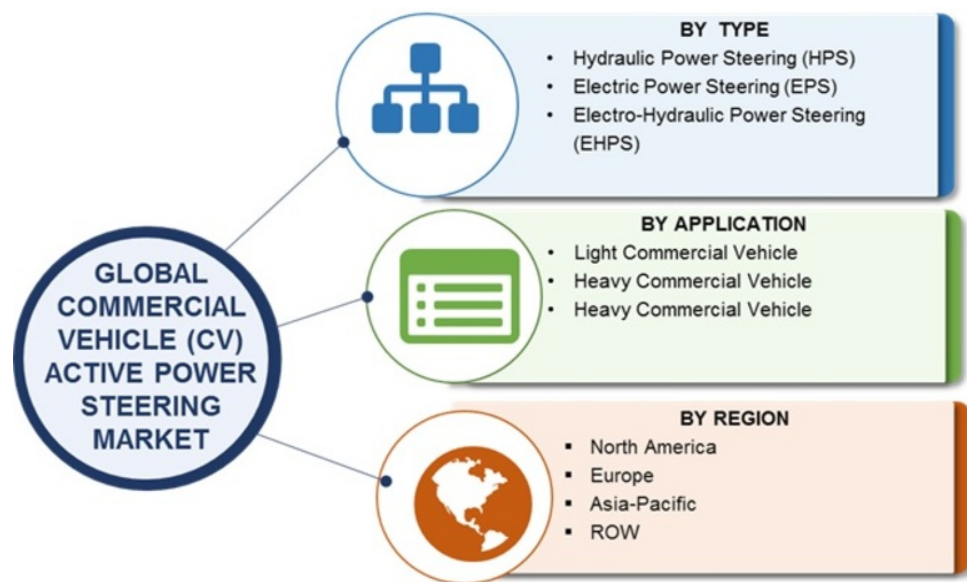 GLOBAL
COMMERCIAL
VEHICLE (CV)
ACTIVE POWER
STEERING
MARKET
BY TYPE
• Hydraulic Power Steering (HPS)
• Electric Power Steering (EPS)
• Electro-Hydraulic Power Steering
(EHPS)
BY APPLICATION
• Light Commercial Vehicle
• Heavy Commercial Vehicle
• Heavy Commercial Vehicle
BY REGION
▪ North America
▪ Europe
▪ Asia-Pacific
▪ ROW